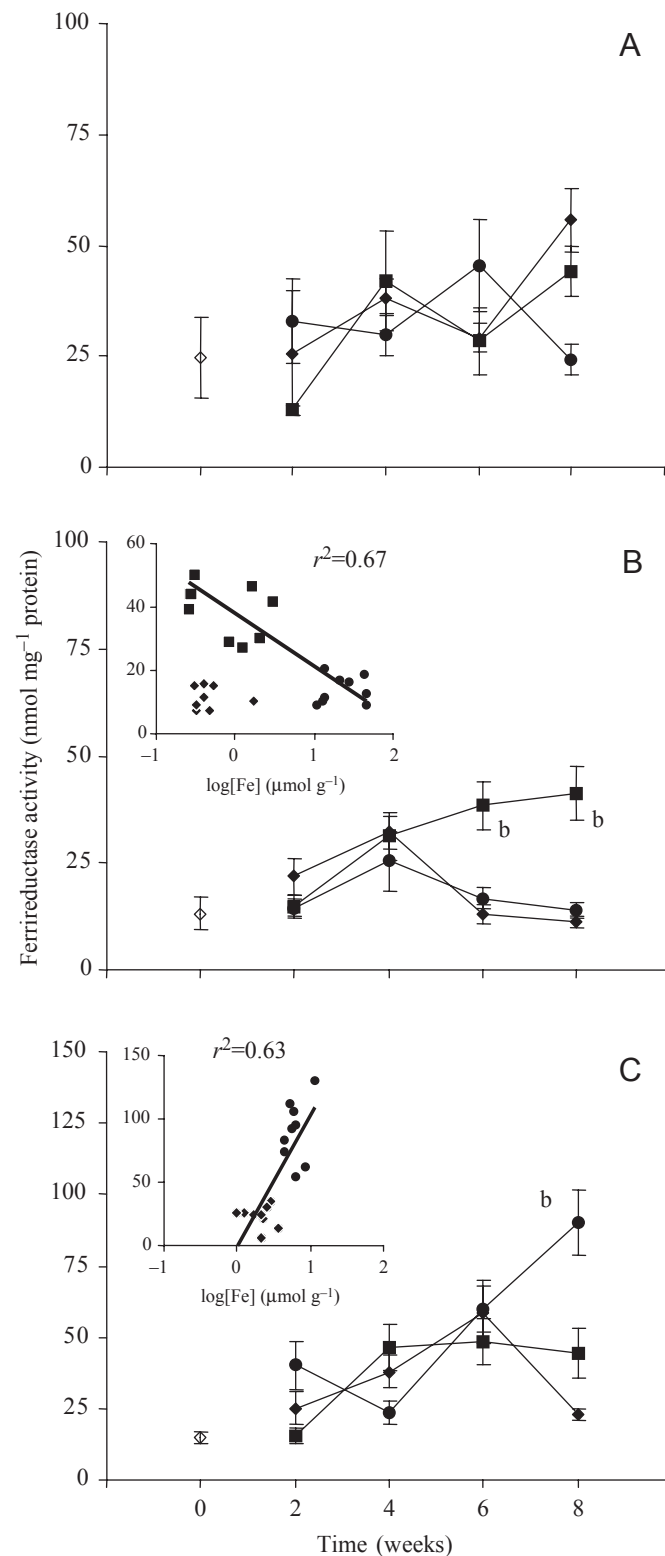 Ferrireductase activity (nmol mg⁻¹ protein)
A
100
75
50
25
0
B
100
75
50
25
0
r²=0.67
60
40
20
0
–1 0 1 2
log[Fe] (μmol g⁻¹)
b b
C
150
125
100
75
50
25
0
r²=0.63
150
100
50
0
–1 0 1 2
log[Fe] (μmol g⁻¹)
b
0 2 4 6 8
Time (weeks)